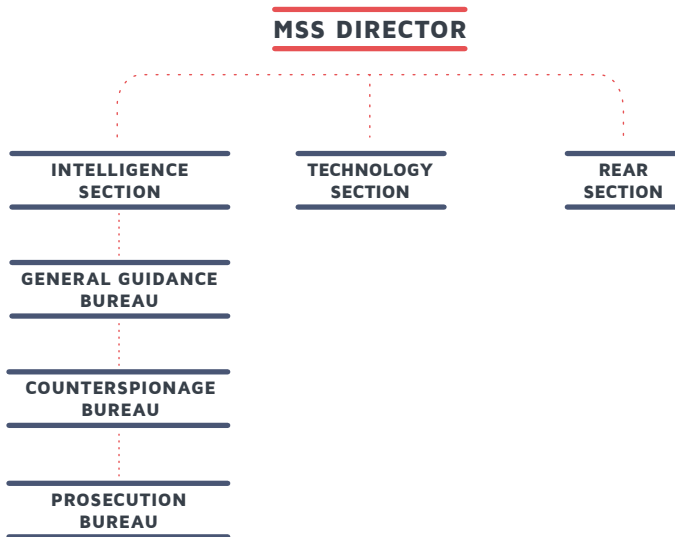 MSS DIRECTOR
INTELLIGENCE
SECTION
TECHNOLOGY
SECTION
REAR
SECTION
GENERAL GUIDANCE
BUREAU
COUNTERSPIONAGE
BUREAU
PROSECUTION
BUREAU